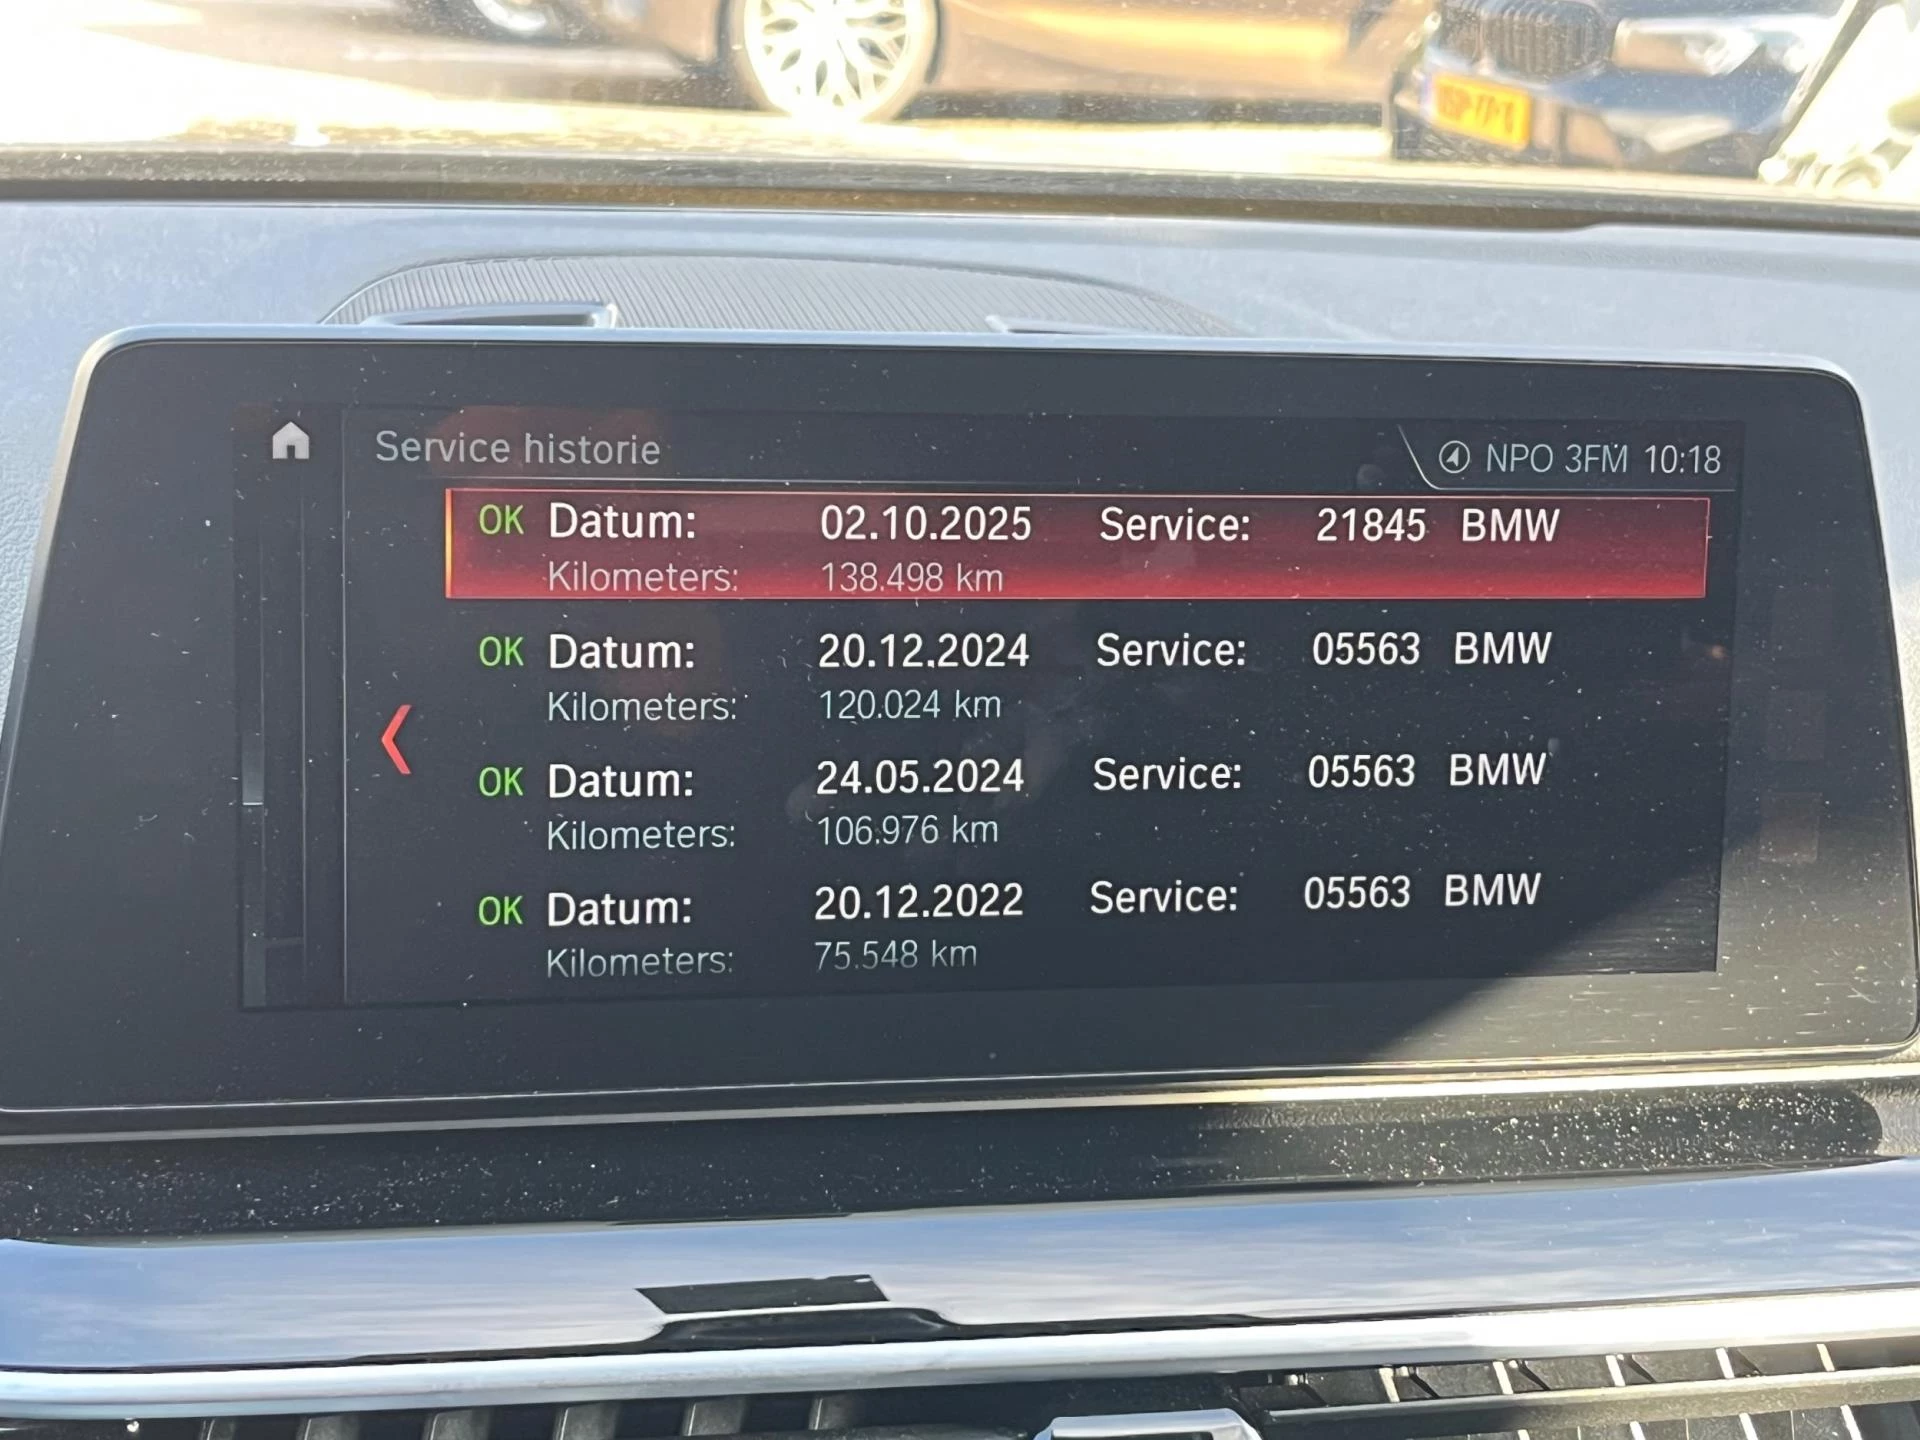 Service historie
NPO 3FM 10:18
OK Datum: 02.10.2025 Service: 21845 BMW
Kilometers: 138.498 km
OK Datum: 20.12.2024 Service: 05563 BMW
Kilometers: 120.024 km
OK Datum: 24.05.2024 Service: 05563 BMW
Kilometers: 106.976 km
OK Datum: 20.12.2022 Service: 05563 BMW
Kilometers: 75.548 km